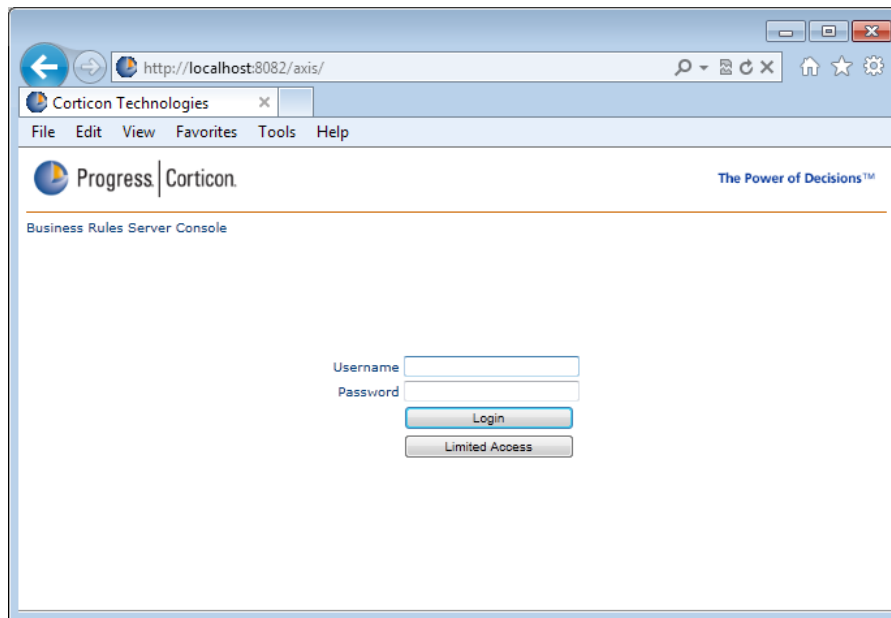 http://localhost:8082/axis/
Corticon Technologies
File Edit View Favorites Tools Help
Progress Corticon.
The Power of Decisions™
Business Rules Server Console
Username
Password
Login
Limited Access